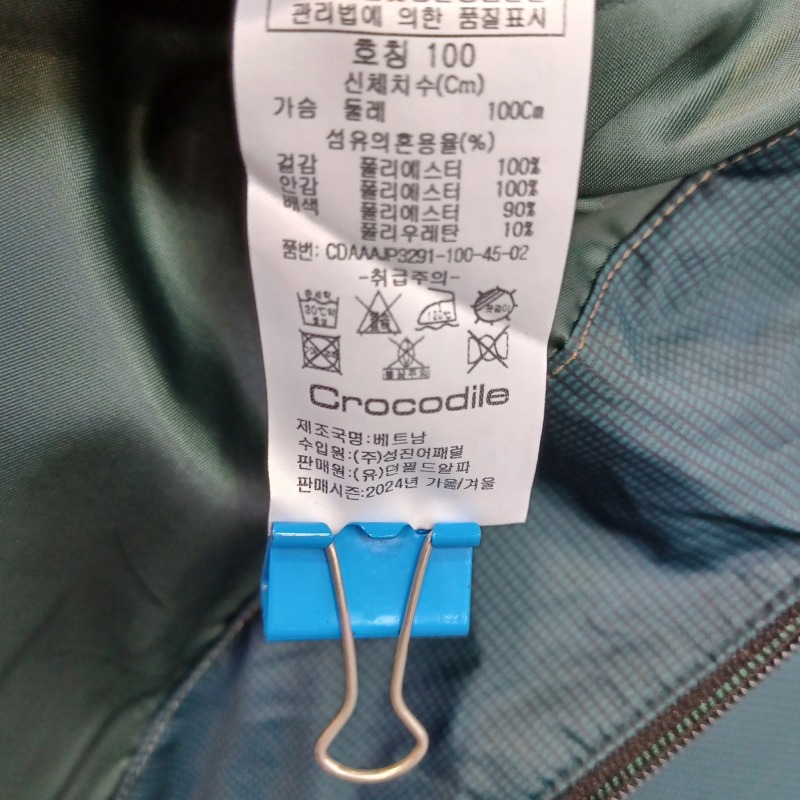 관리법에 의한 품질표시
호칭 100
신체치수(Cm)
가슴 둘레 100Cm
섬유의혼용율(%)
겉감 폴리에스터 100%
안감 폴리에스터 100%
배색 폴리에스터 90%
폴리우레탄 10%
품번: CDAAAJP3291-100-45-02
-취급주의-
30℃
120℃
Crocodile
제조국명:베트남
수입원:(주)성진어패럴
판매원:(유)던필드알파
판매시즌:2024년 가을/겨울